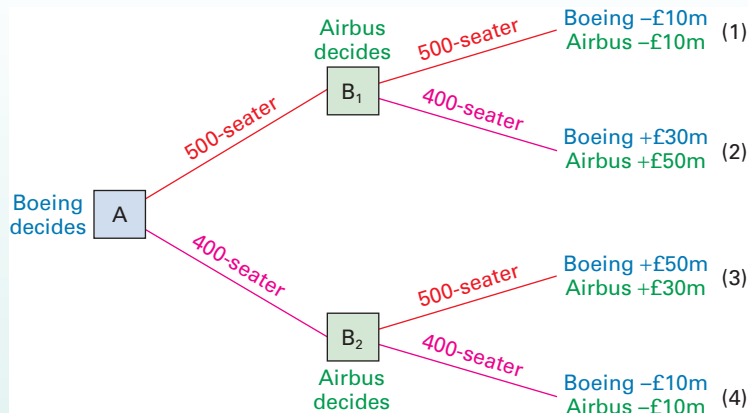 Airbus
decides
B1
500-seater
400-seater
500-seater
Boeing –£10m
Airbus –£10m
(1)
Boeing +£30m
Airbus +£50m
(2)
Boeing
decides
A
400-seater
500-seater
400-seater
B2
Airbus
decides
Boeing +£50m
Airbus +£30m
(3)
Boeing –£10m
Airbus –£10m
(4)